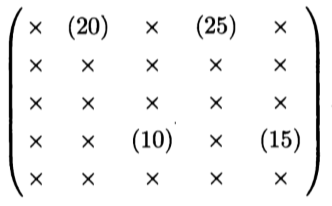 × (20) × (25) ×
× × × × ×
× × × × ×
× × (10) × (15)
× × × × ×